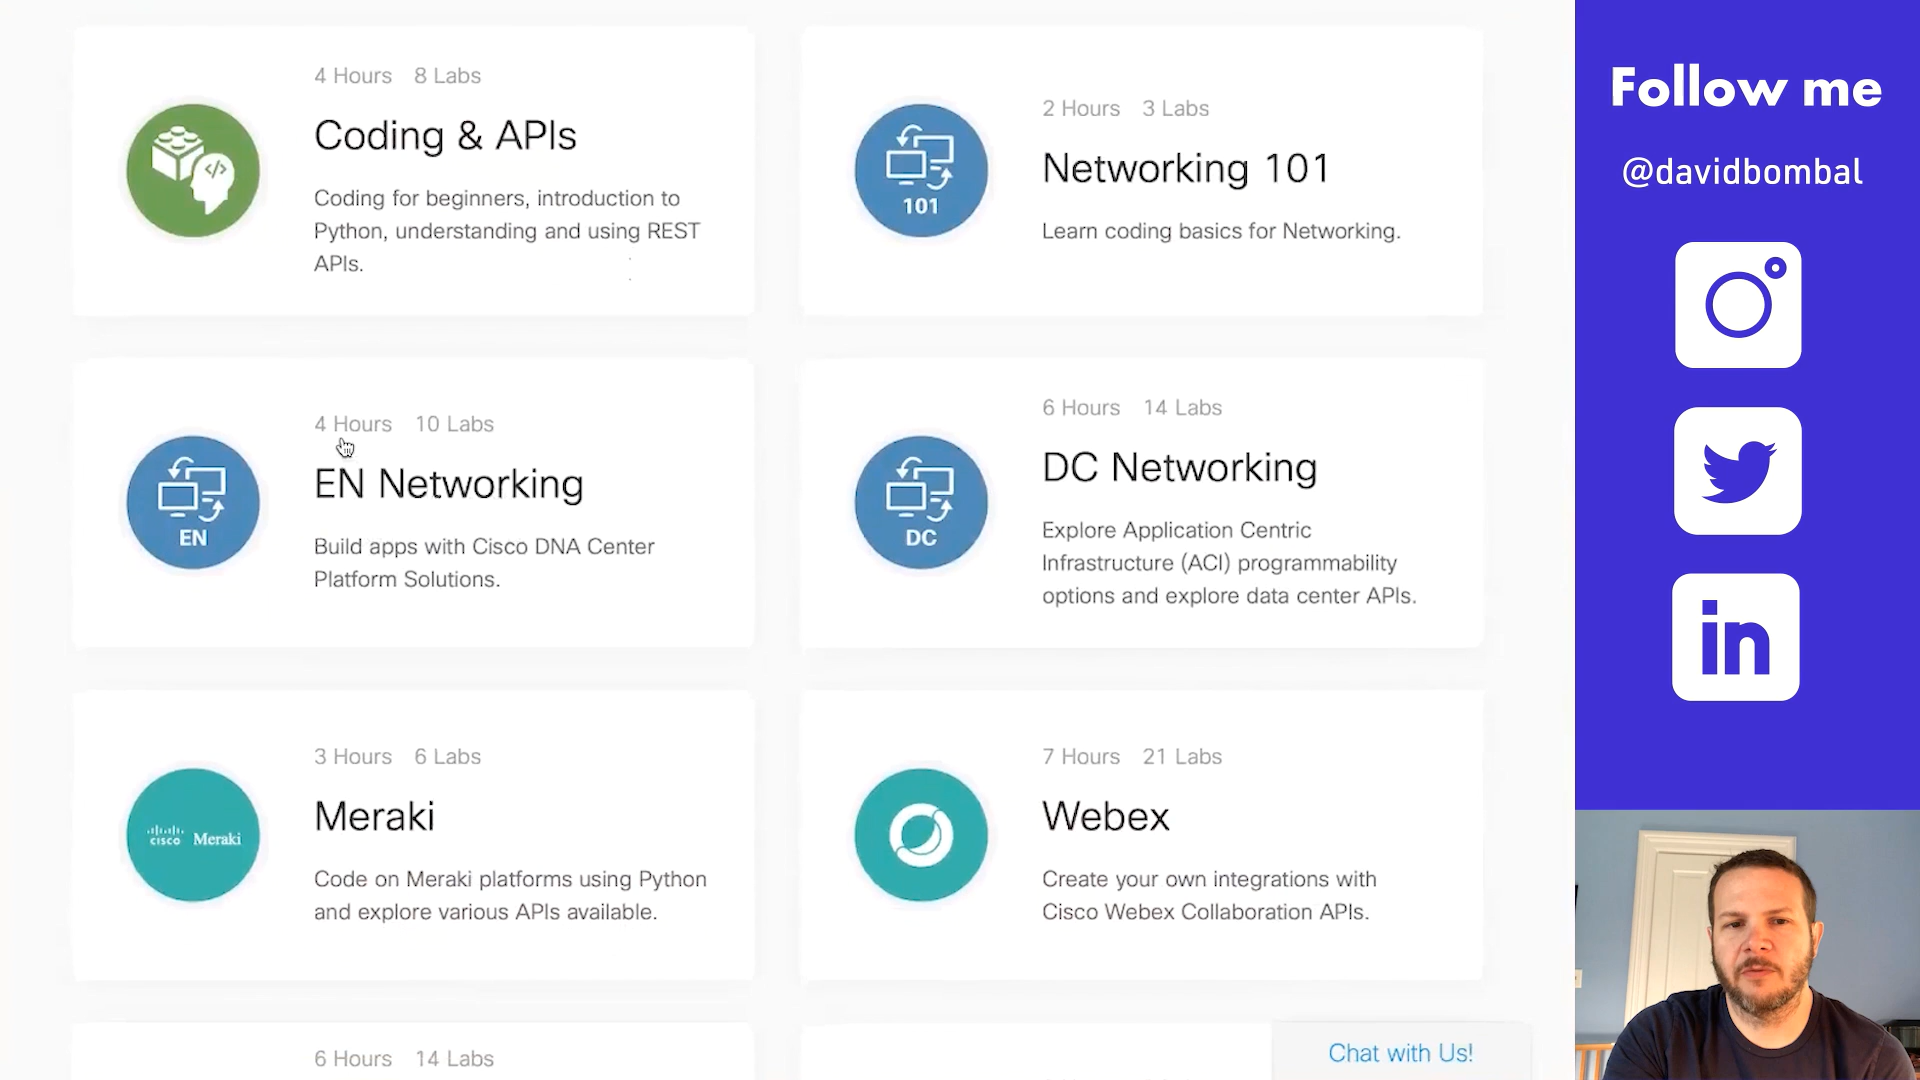 4 Hours 8 Labs
Coding & APIs
Coding for beginners, introduction to
Python, understanding and using REST
APIs.
2 Hours 3 Labs
101
Networking 101
Learn coding basics for Networking.
4 Hours 10 Labs
EN
EN Networking
Build apps with Cisco DNA Center
Platform Solutions.
6 Hours 14 Labs
DC
DC Networking
Explore Application Centric
Infrastructure (ACI) programmability
options and explore data center APIs.
3 Hours 6 Labs
cisco Meraki
Meraki
Code on Meraki platforms using Python
and explore various APIs available.
7 Hours 21 Labs
Webex
Create your own integrations with
Cisco Webex Collaboration APIs.
6 Hours 14 Labs
Chat with Us!
Follow me
@davidbombal
in